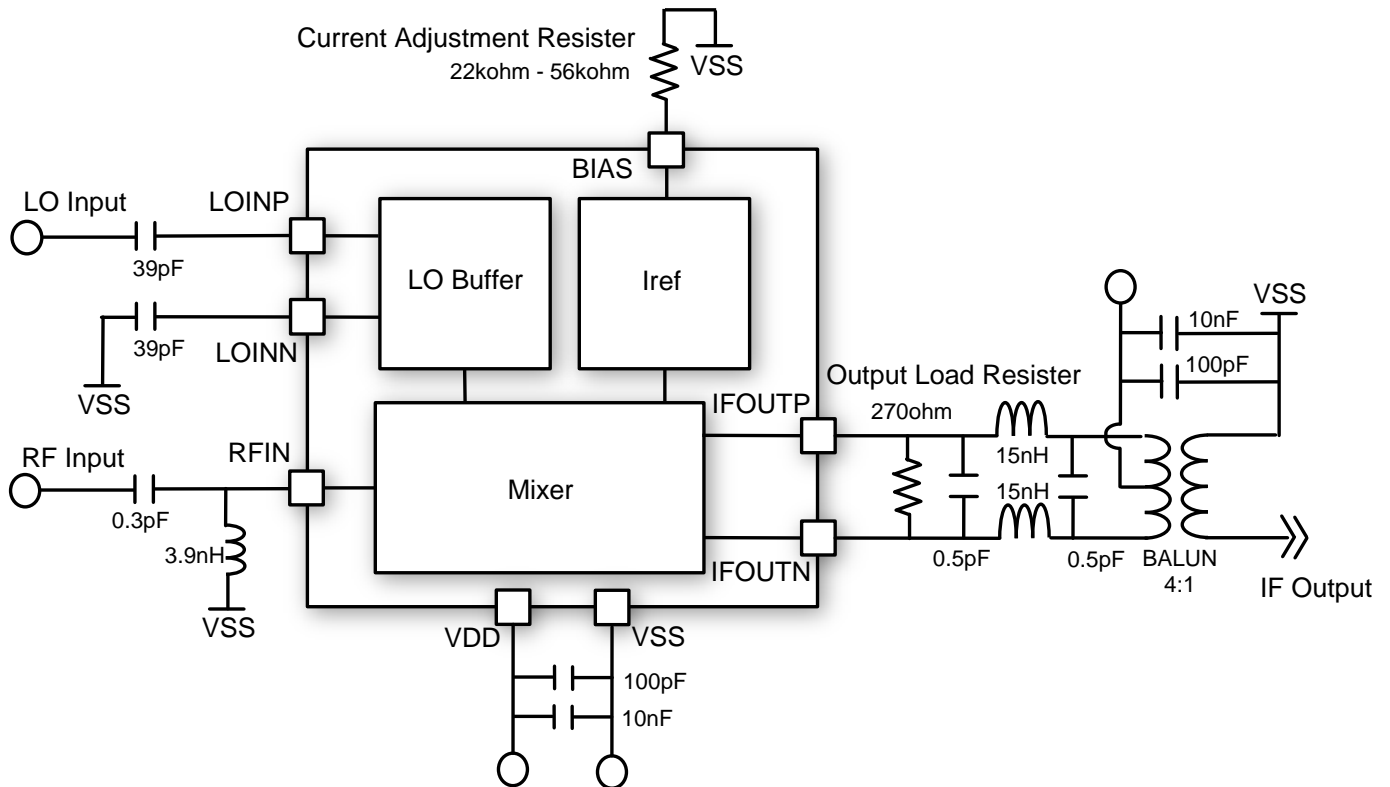 Current Adjustment Resister
22kohm - 56kohm
VSS
BIAS
LO Input
LOINP
39pF
LO Buffer
Iref
LOINN
39pF
VSS
VSS
10nF
100pF
Output Load Resister
270ohm
IFOUTP
15nH
15nH
RF Input
RFIN
0.3pF
3.9nH
VSS
Mixer
IFOUTN
0.5pF
0.5pF
BALUN
4:1
IF Output
VDD
VSS
100pF
10nF